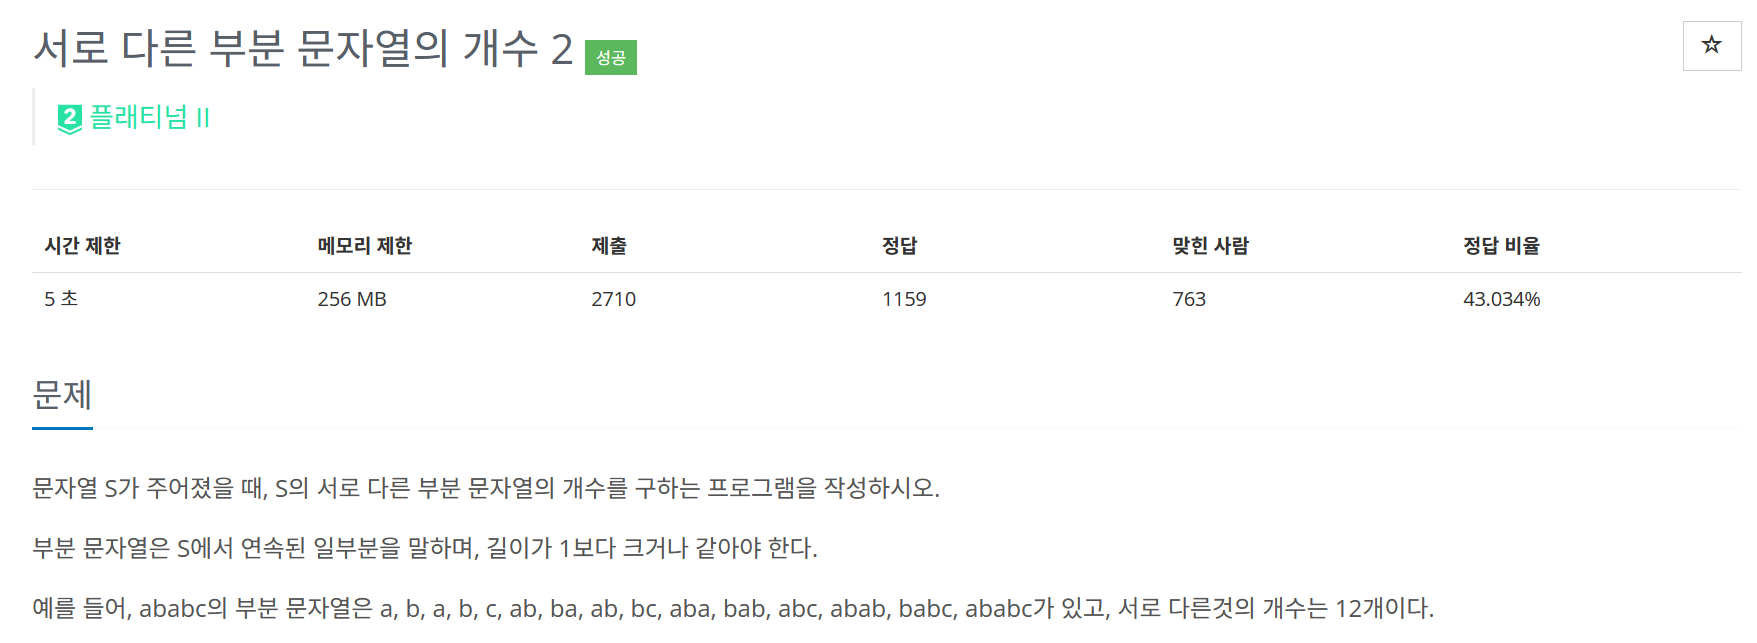 서로 다른 부분 문자열의 개수 2 성공
2 플래티넘 II
시간 제한 메모리 제한 제출 정답 맞힌 사람 정답 비율
5 초 256 MB 2710 1159 763 43.034%
문제
문자열 S가 주어졌을 때, S의 서로 다른 부분 문자열의 개수를 구하는 프로그램을 작성하시오.
부분 문자열은 S에서 연속된 일부분을 말하며, 길이가 1보다 크거나 같아야 한다.
예를 들어, ababc의 부분 문자열은 a, b, a, b, c, ab, ba, ab, bc, aba, bab, abc, abab, babc, ababc가 있고, 서로 다른것의 개수는 12개이다.